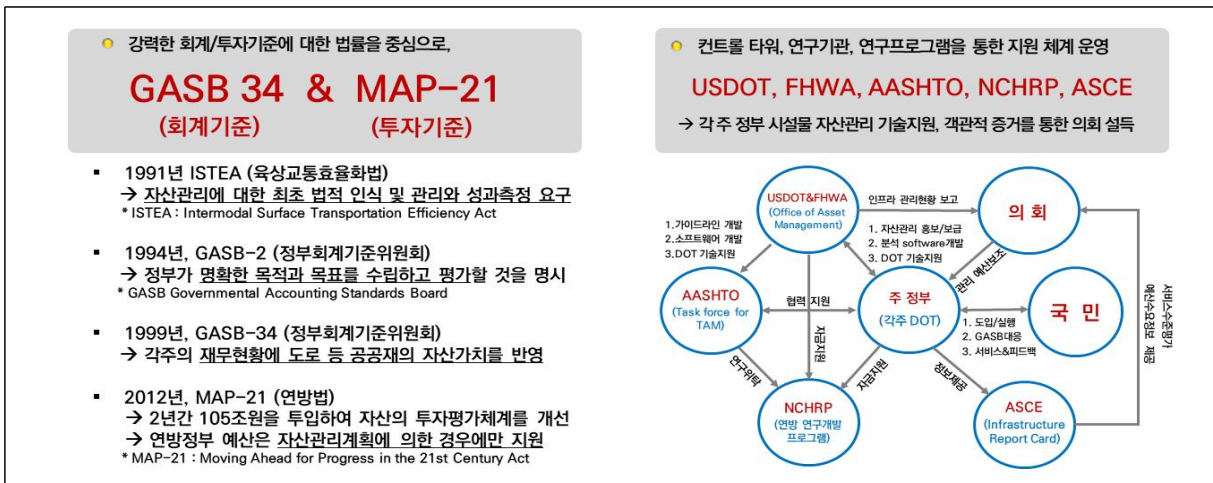 강력한 회계/투자기준에 대한 법률을 중심으로,
GASB 34 & MAP-21
(회계기준) (투자기준)
▪ 1991년 ISTEA (육상교통효율화법)
→ 자산관리에 대한 최초 법적 인식 및 관리와 성과측정 요구
* ISTEA : Intermodal Surface Transportation Efficiency Act
▪ 1994년, GASB-2 (정부회계기준위원회)
→ 정부가 명확한 목적과 목표를 수립하고 평가할 것을 명시
* GASB Governmental Accounting Standards Board
▪ 1999년, GASB-34 (정부회계기준위원회)
→ 각주의 재무현황에 도로 등 공공재의 자산가치를 반영
▪ 2012년, MAP-21 (연방법)
→ 2년간 105조원을 투입하여 자산의 투자평가체계를 개선
→ 연방정부 예산은 자산관리계획에 의한 경우에만 지원
* MAP-21 : Moving Ahead for Progress in the 21st Century Act
컨트롤 타워, 연구기관, 연구프로그램을 통한 지원 체계 운영
USDOT, FHWA, AASHTO, NCHRP, ASCE
→ 각 주 정부 시설물 자산관리 기술지원, 객관적 증거를 통한 의회 설득
USDOT&FHWA
(Office of Asset
Management)
인프라 관리현황 보고
의 회
1.가이드라인 개발
2.소프트웨어 개발
3.DOT 기술지원
1. 자산관리 홍보/보급
2. 분석 software개발
3. DOT 기술지원
관리 예산보조
AASHTO
(Task force for
TAM)
협력 지원
주 정부
(각주 DOT)
국 민
1. 도입/실행
2. GASB대응
3. 서비스&피드백
서비스수준평가
예산수요정보 제공
연구위탁
자금지원
자금지원
정보제공
NCHRP
(연방 연구개발
프로그램)
ASCE
(Infrastructure
Report Card)